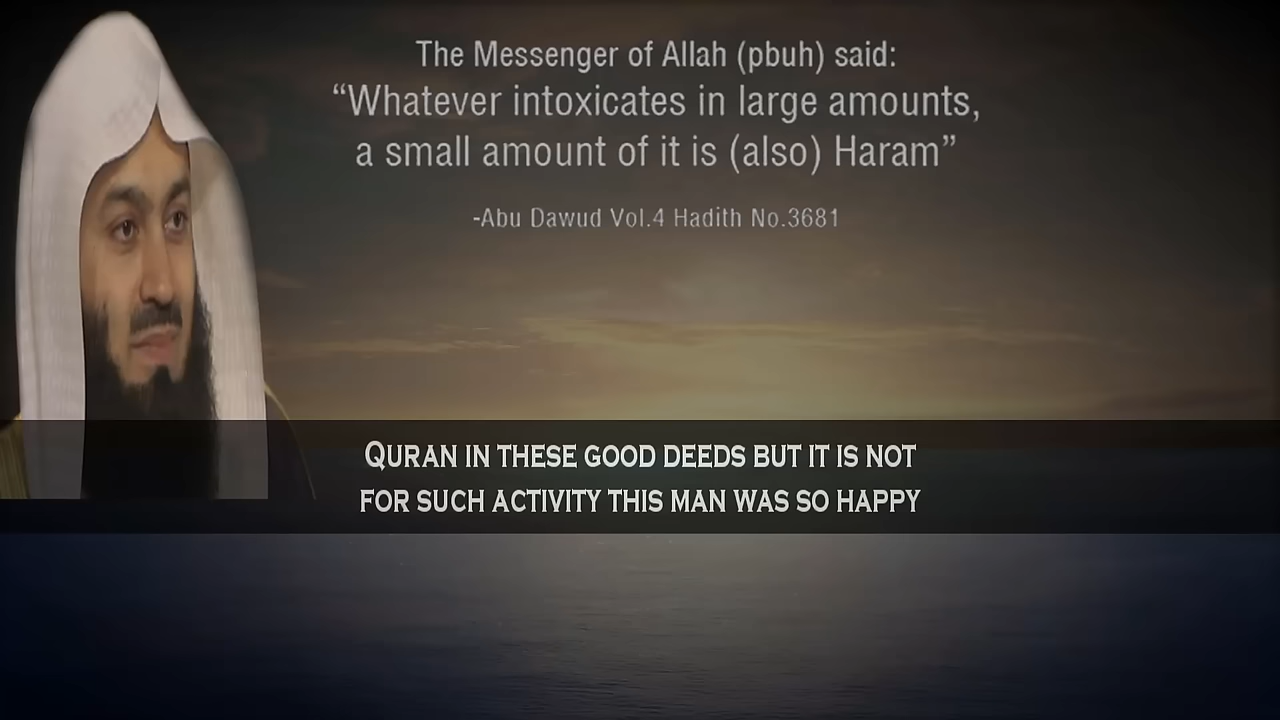 The Messenger of Allah (pbuh) said:
“Whatever intoxicates in large amounts,
a small amount of it is (also) Haram”
-Abu Dawud Vol.4 Hadith No.3681
QURAN IN THESE GOOD DEEDS BUT IT IS NOT
FOR SUCH ACTIVITY THIS MAN WAS SO HAPPY